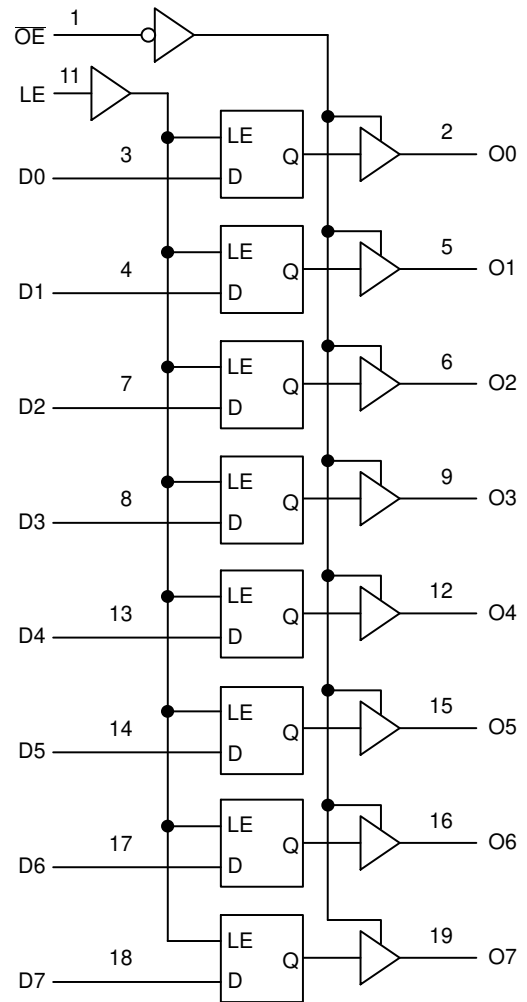 1
O̅E̅
11
LE
LE 2
3 Q O0
D0 D
LE 5
4 Q O1
D1 D
LE 6
7 Q O2
D2 D
LE 9
8 Q O3
D3 D
LE 12
13 Q O4
D4 D
LE 15
14 Q O5
D5 D
LE 16
17 Q O6
D6 D
LE 19
18 Q O7
D7 D